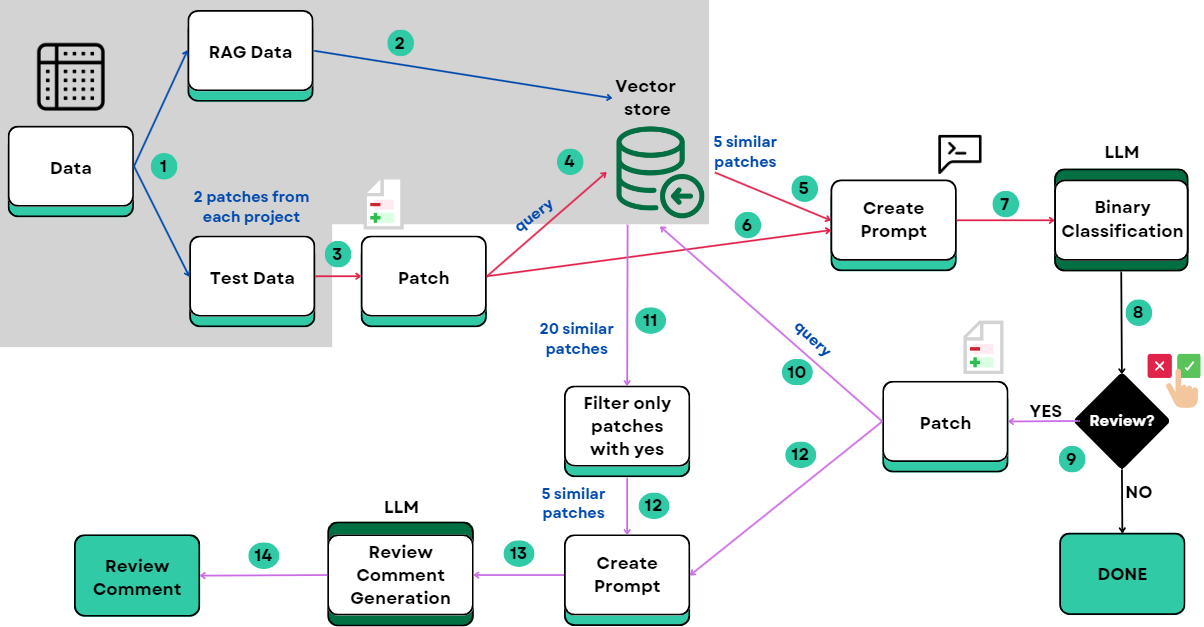 RAG Data
2
Vector
store
Data
1
2 patches from
each project
Test Data
3
Patch
4
query
5 similar
patches
5
6
Create
Prompt
>_
7
LLM
Binary
Classification
8
Review?
YES
9
NO
DONE
Patch
query
10
12
11
20 similar
patches
Filter only
patches
with yes
5 similar
patches
12
Create
Prompt
13
LLM
Review
Comment
Generation
14
Review
Comment